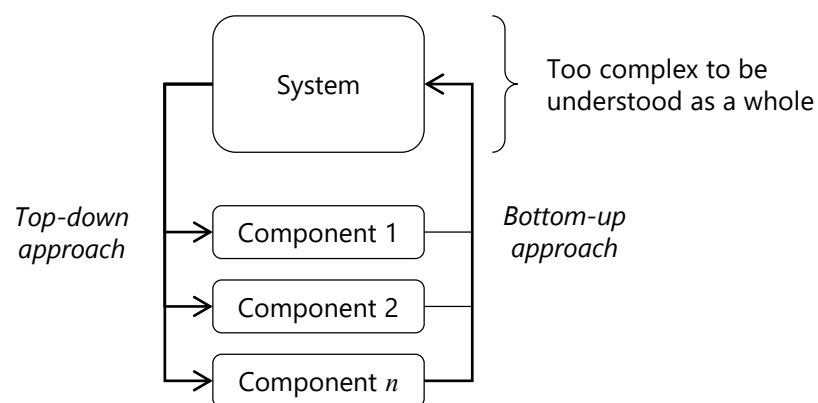 System
Too complex to be
understood as a whole
Top-down
approach
Component 1
Component 2
Component n
Bottom-up
approach